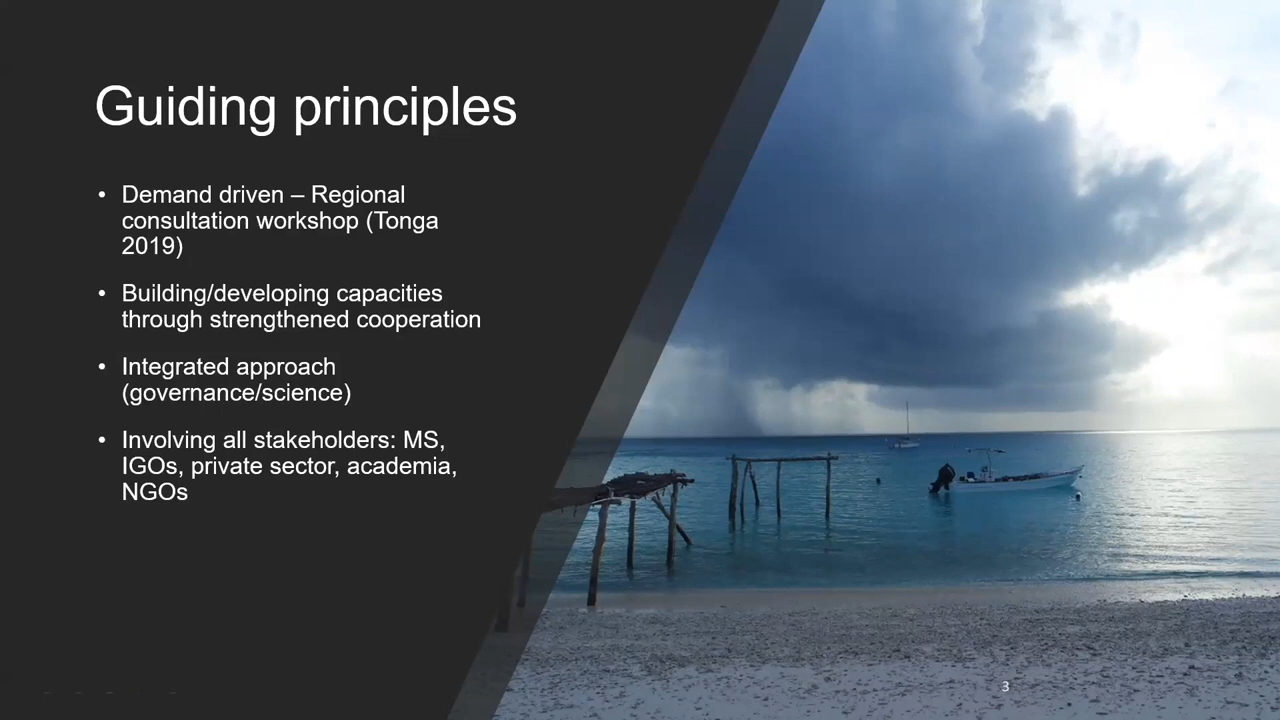 Guiding principles
• Demand driven – Regional
consultation workshop (Tonga
2019)
• Building/developing capacities
through strengthened cooperation
• Integrated approach
(governance/science)
• Involving all stakeholders: MS,
IGOs, private sector, academia,
NGOs
3